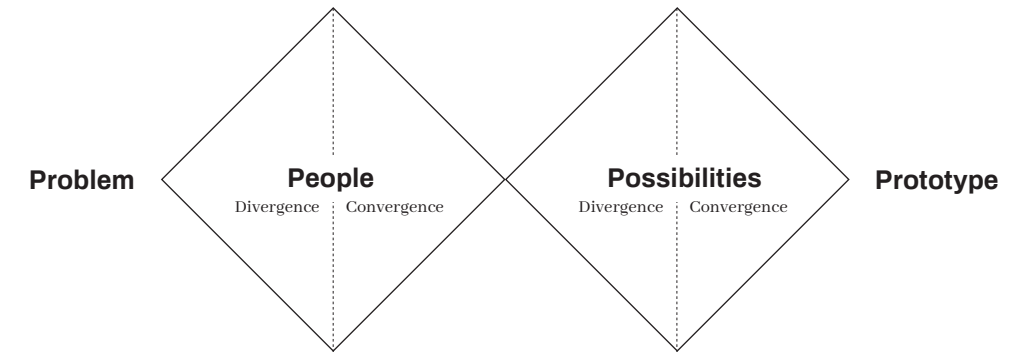 Problem
People
Divergence Convergence
Possibilities
Divergence Convergence
Prototype